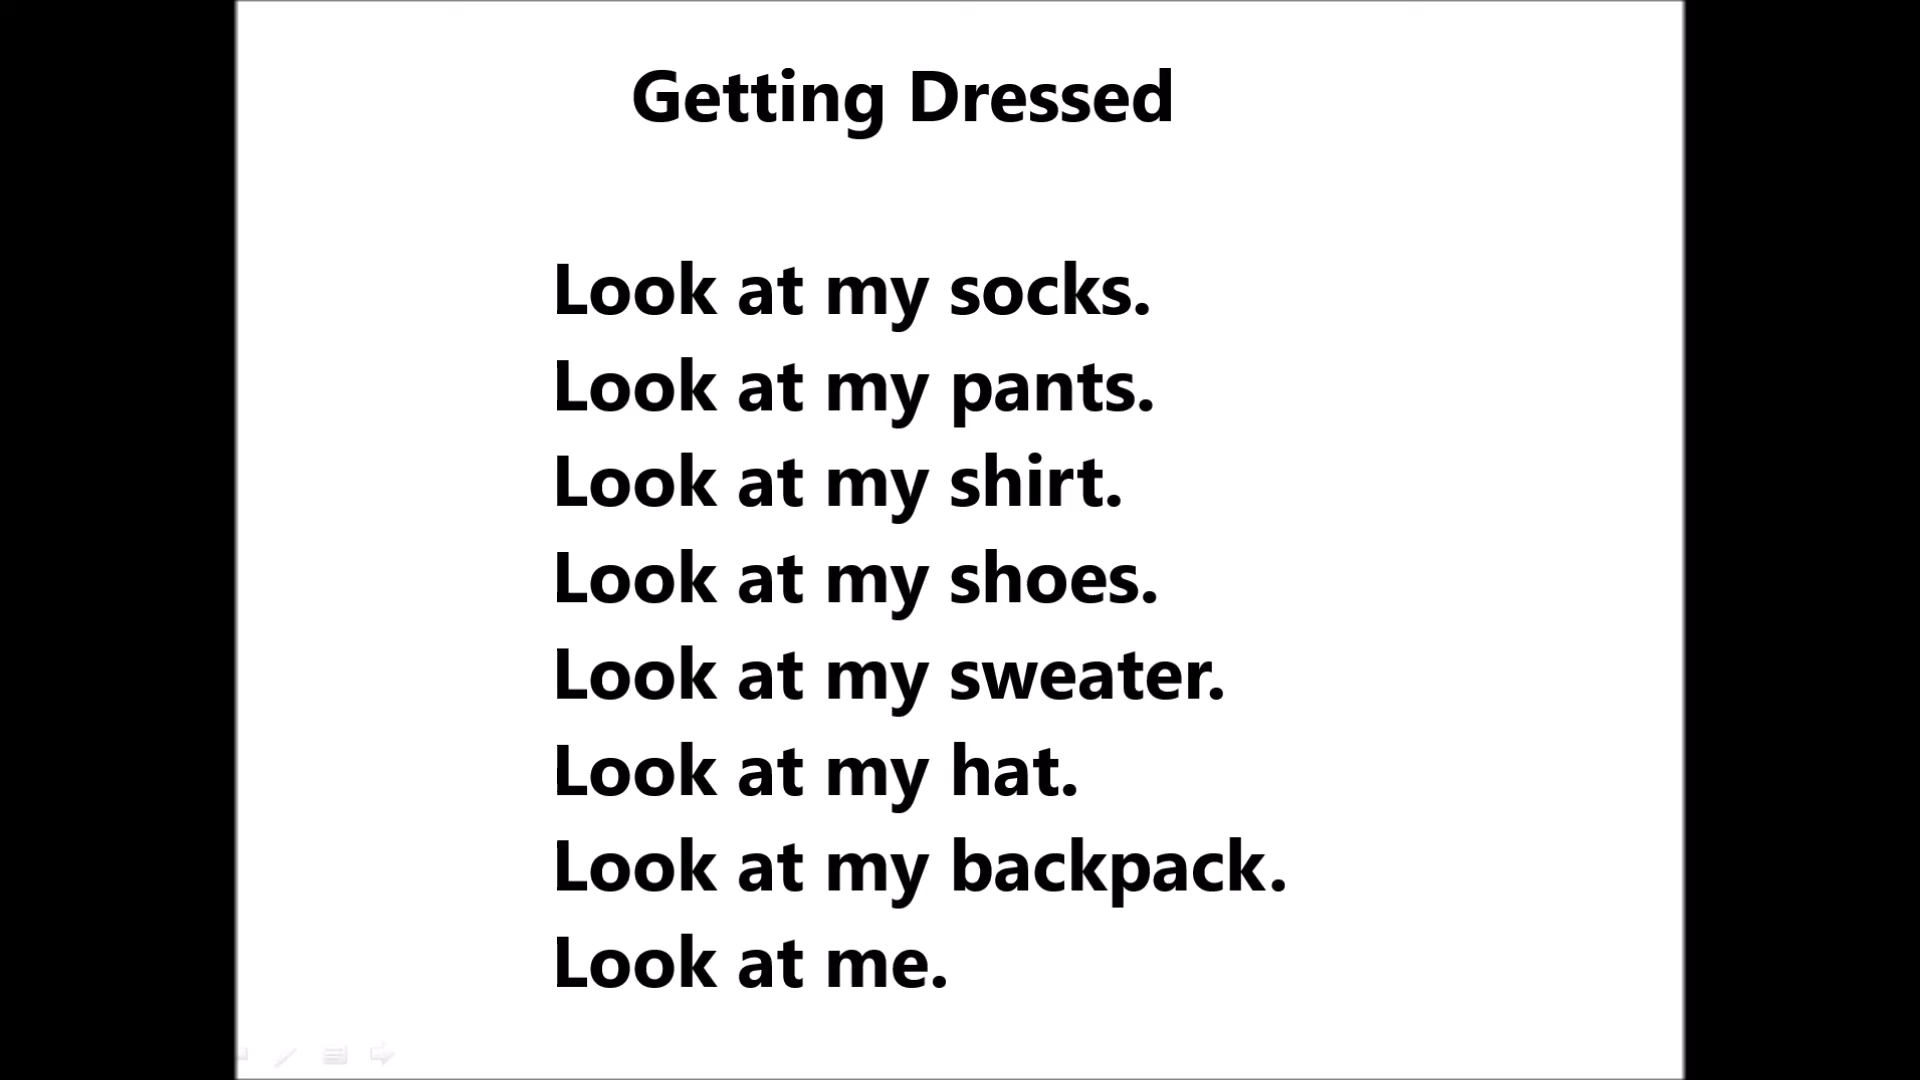 Getting Dressed
Look at my socks.
Look at my pants.
Look at my shirt.
Look at my shoes.
Look at my sweater.
Look at my hat.
Look at my backpack.
Look at me.